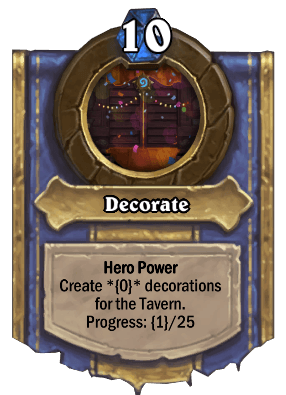 10
Decorate
Hero Power
Create *{0}* decorations
for the Tavern.
Progress: {1}/25